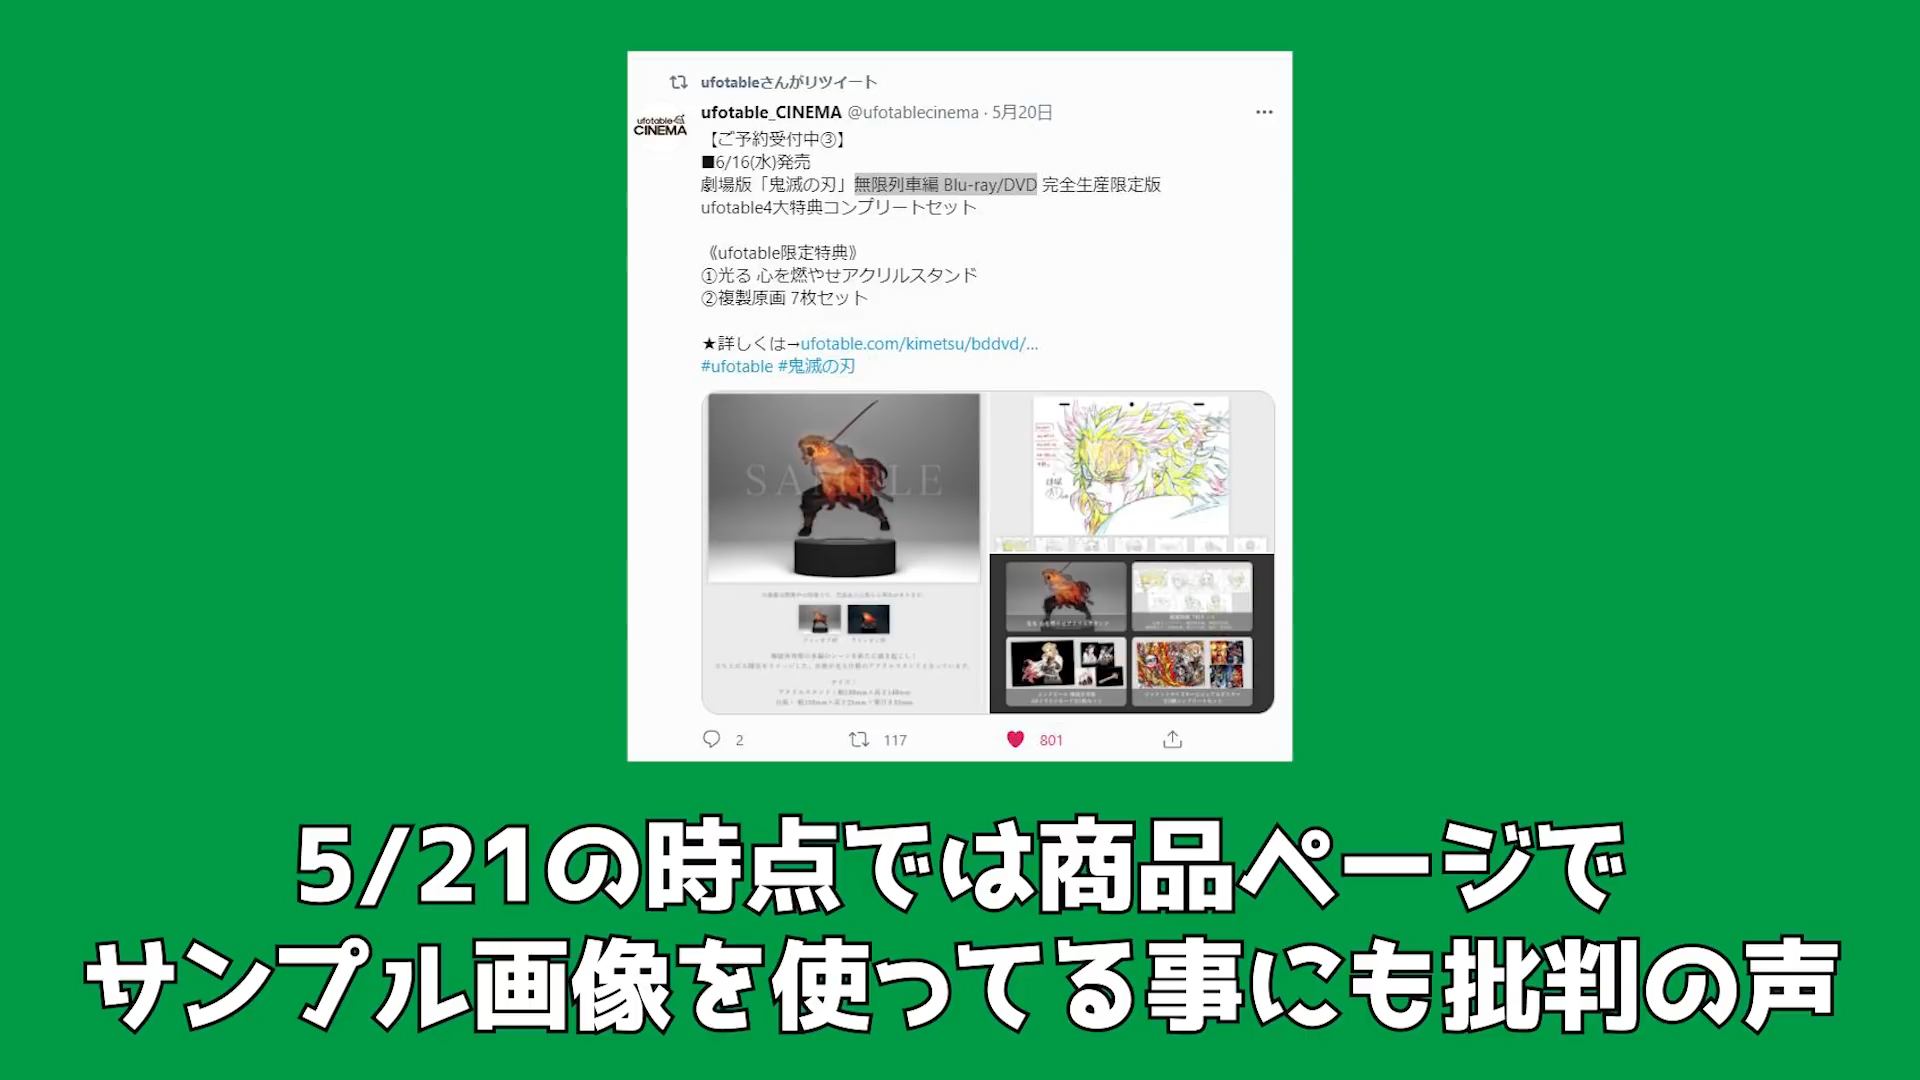 ufotableさんがリツイート
ufotable_CINEMA @ufotablecinema · 5月20日
ufotable CINEMA
【ご予約受付中③】
■6/16(水)発売
劇場版「鬼滅の刃」無限列車編 Blu-ray/DVD 完全生産限定版
ufotable4大特典コンプリートセット
《ufotable限定特典》
①光る 心を燃やせアクリルスタンド
②複製原画 7枚セット
★詳しくは→ufotable.com/kimetsu/bddvd/…
#ufotable #鬼滅の刃
SAMPLE
2
117
801
5/21の時点では商品ページで
サンプル画像を使ってる事にも批判の声